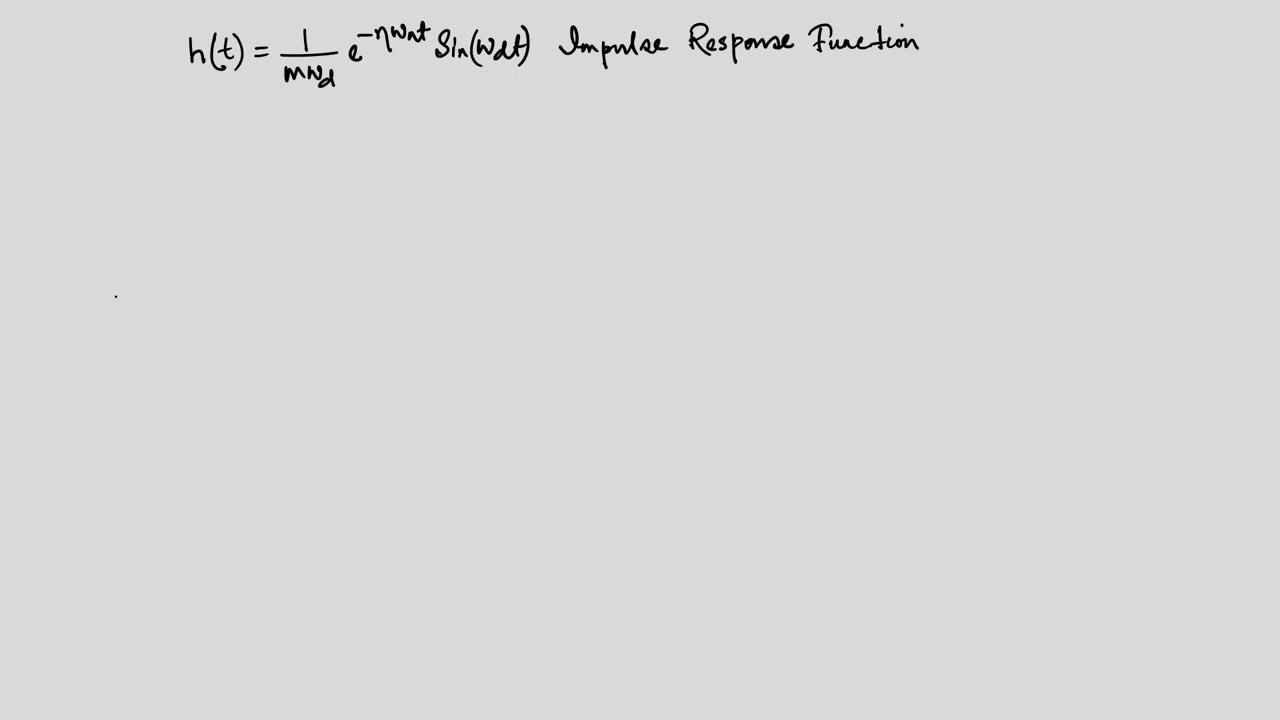 h(t) = 1/(mω_d) e^(-ηω_n t) Sin(ω_d t) Impulse Response Function